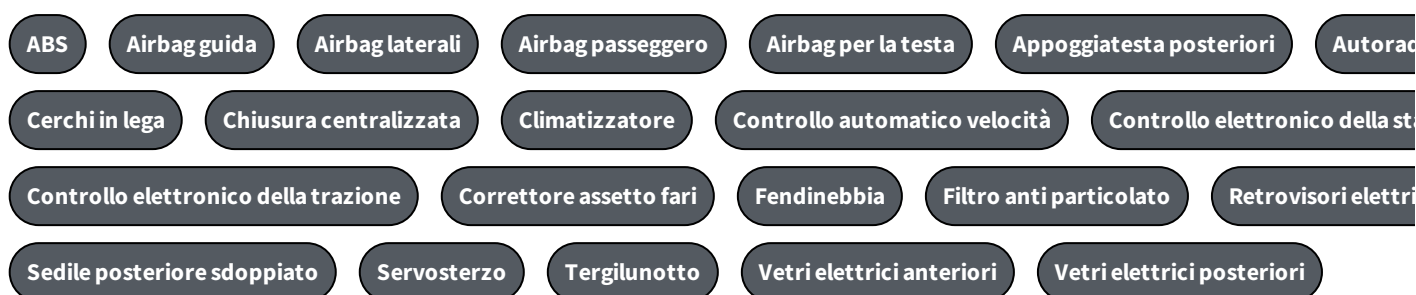 ABS Airbag guida Airbag laterali Airbag passeggero Airbag per la testa Appoggiatesta posteriori
Cerchi in lega Chiusura centralizzata Climatizzatore Controllo automatico velocità Controllo elettronico della
Controllo elettronico della trazione Correttore assetto fari Fendinebbia Filtro anti particolato Retrovisori
Sedile posteriore sdoppiato Servosterzo Tergilunotto Vetri elettrici anteriori Vetri elettrici posteriori